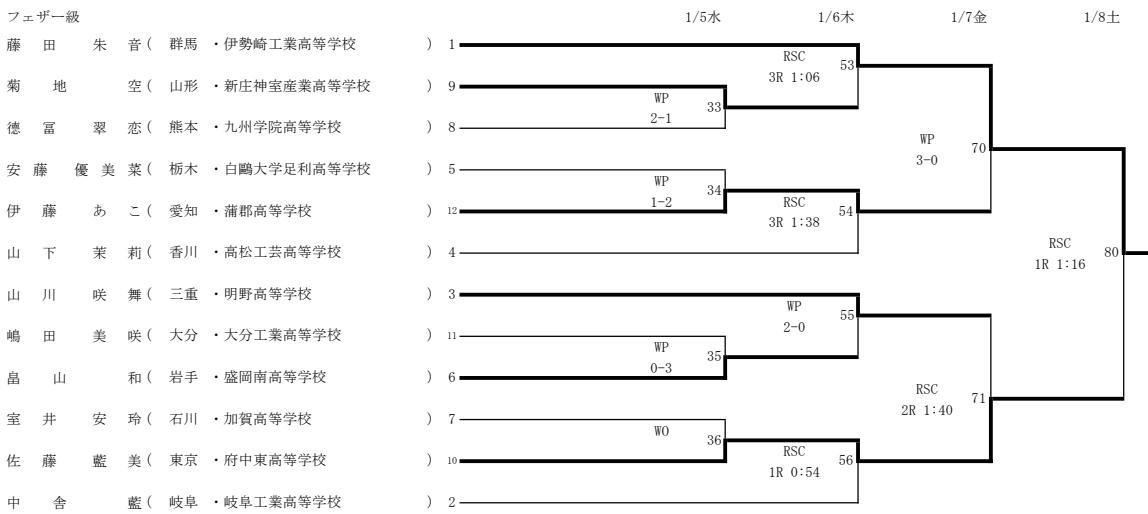 フェザー級 1/5水 1/6木 1/7金 1/8土
藤田 朱音( 群馬 ・伊勢崎工業高等学校 ) 1
RSC
3R 1:06
53
菊地 空( 山形 ・新庄神室産業高等学校 ) 9
WP
2-1
33
德冨 翠恋( 熊本 ・九州学院高等学校 ) 8
WP
3-0
70
安藤 優美菜( 栃木 ・白鷗大学足利高等学校 ) 5
WP
1-2
34
伊藤 あこ( 愛知 ・蒲郡高等学校 ) 12
RSC
3R 1:38
54
山下 茉莉( 香川 ・高松工芸高等学校 ) 4
RSC
1R 1:16
80
山川 咲舞( 三重 ・明野高等学校 ) 3
WP
2-0
55
嶋田 美咲( 大分 ・大分工業高等学校 ) 11
WP
0-3
35
畠山 和( 岩手 ・盛岡南高等学校 ) 6
RSC
2R 1:40
71
室井 安玲( 石川 ・加賀高等学校 ) 7
WO
36
佐藤 藍美( 東京 ・府中東高等学校 ) 10
RSC
1R 0:54
56
中舎 藍( 岐阜 ・岐阜工業高等学校 ) 2